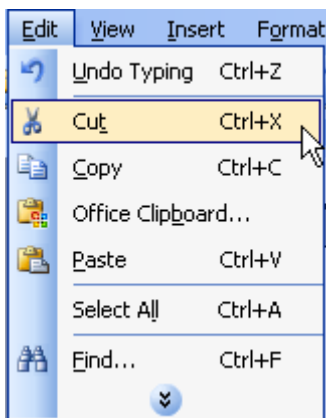 Edit View Insert Format
Undo Typing Ctrl+Z
Cut Ctrl+X
Copy Ctrl+C
Office Clipboard...
Paste Ctrl+V
Select All Ctrl+A
Find... Ctrl+F